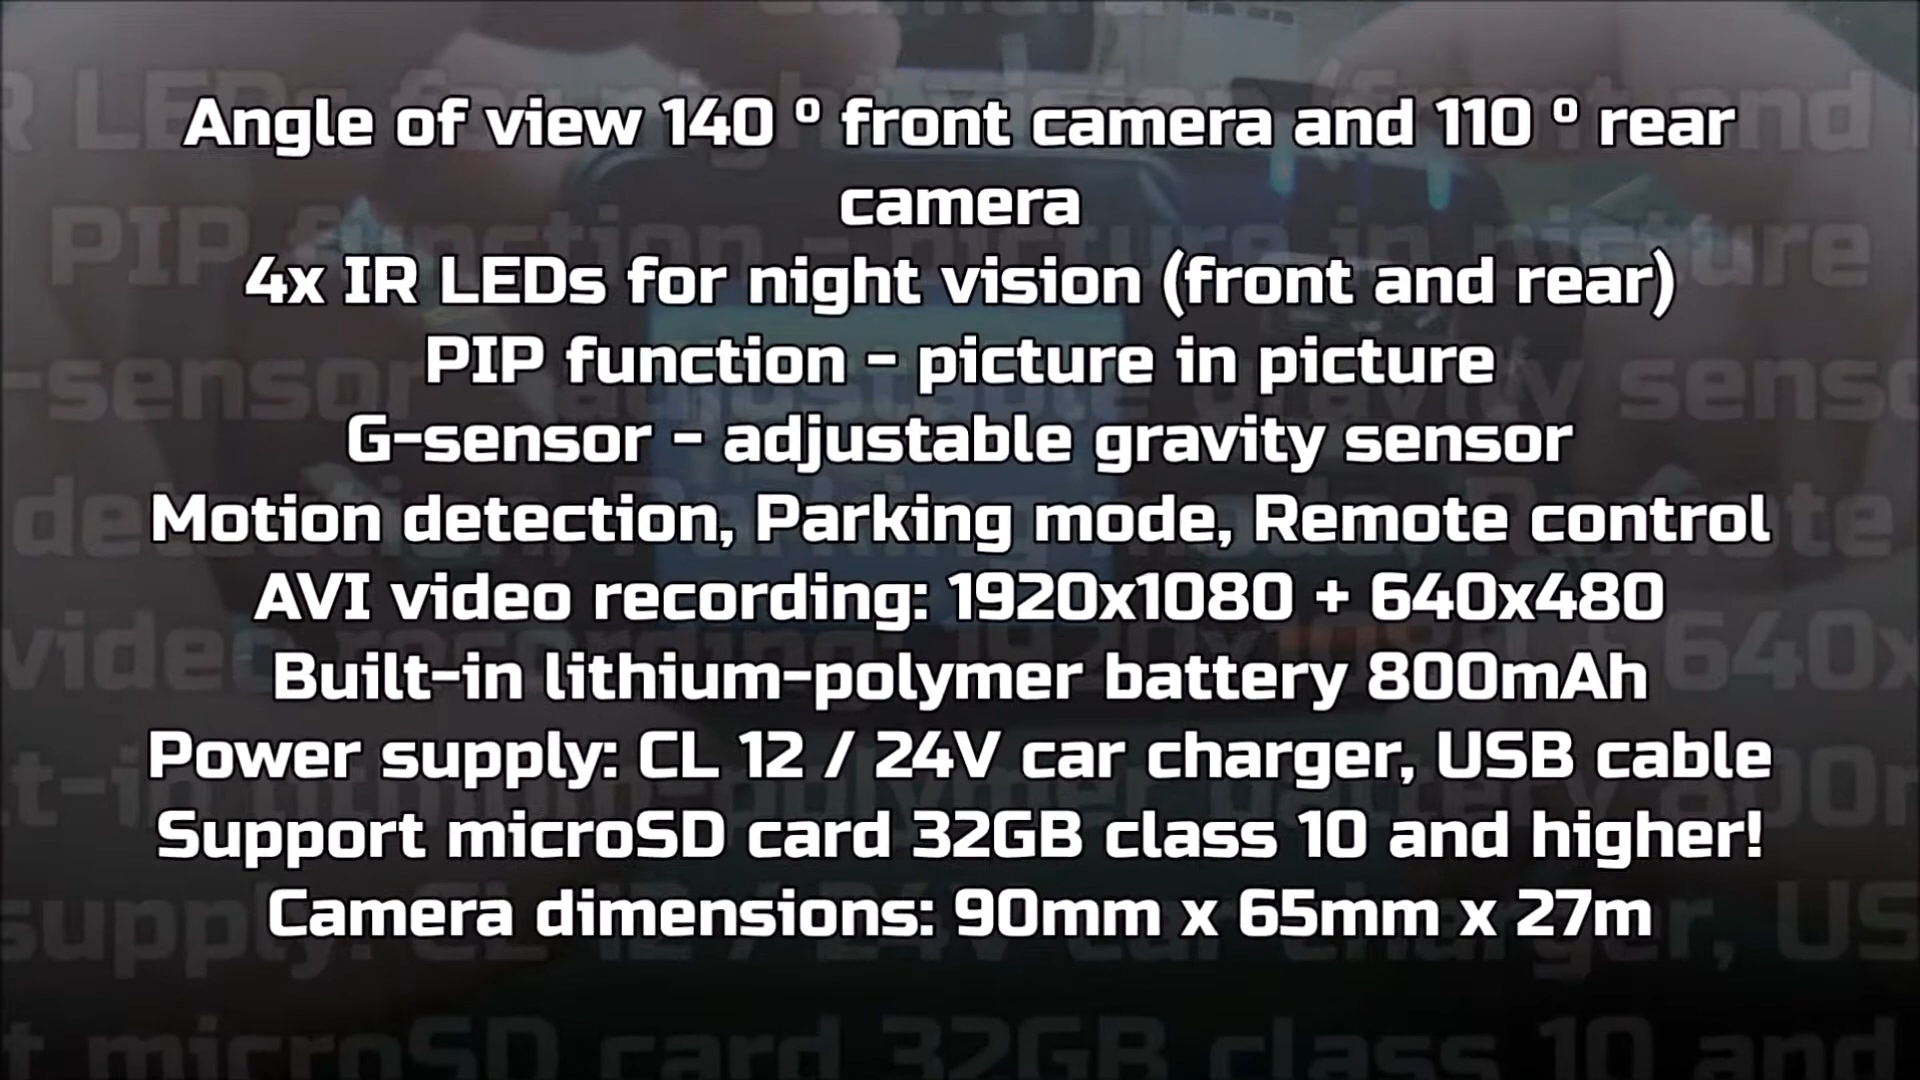 Angle of view 140 º front camera and 110 º rear
camera
4x IR LEDs for night vision (front and rear)
PIP function - picture in picture
G-sensor - adjustable gravity sensor
Motion detection, Parking mode, Remote control
AVI video recording: 1920x1080 + 640x480
Built-in lithium-polymer battery 800mAh
Power supply: CL 12 / 24V car charger, USB cable
Support microSD card 32GB class 10 and higher!
Camera dimensions: 90mm x 65mm x 27m